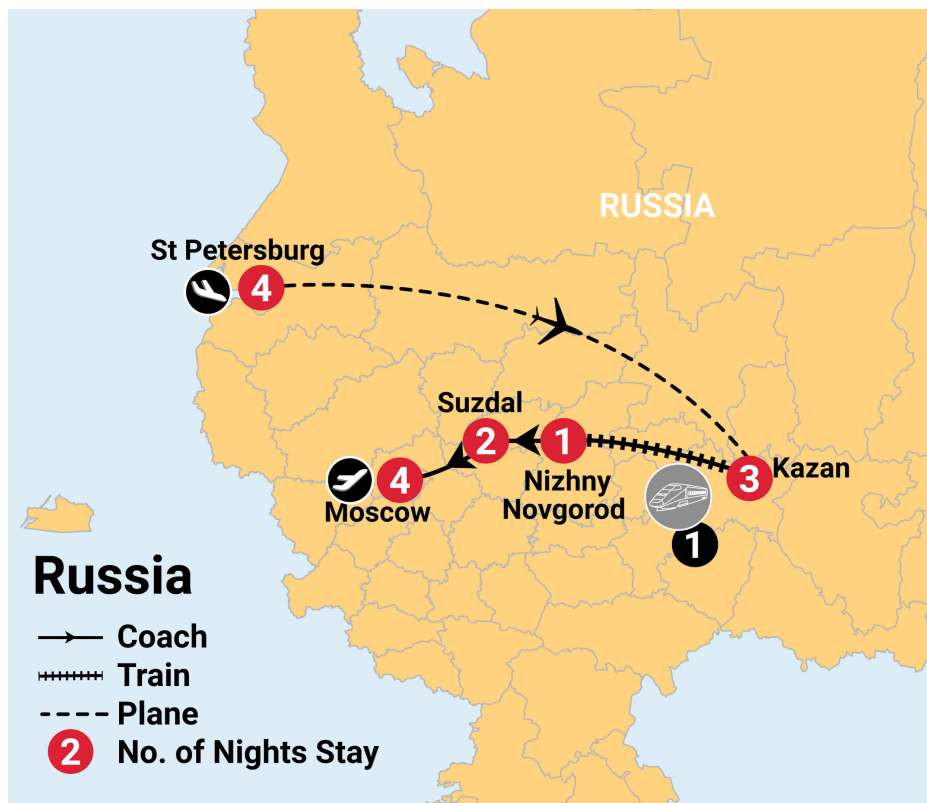 RUSSIA
St Petersburg
4
Suzdal
2
1
Kazan
3
Nizhny
Novgorod
4
Moscow
1
Russia
Coach
Train
Plane
2 No. of Nights Stay